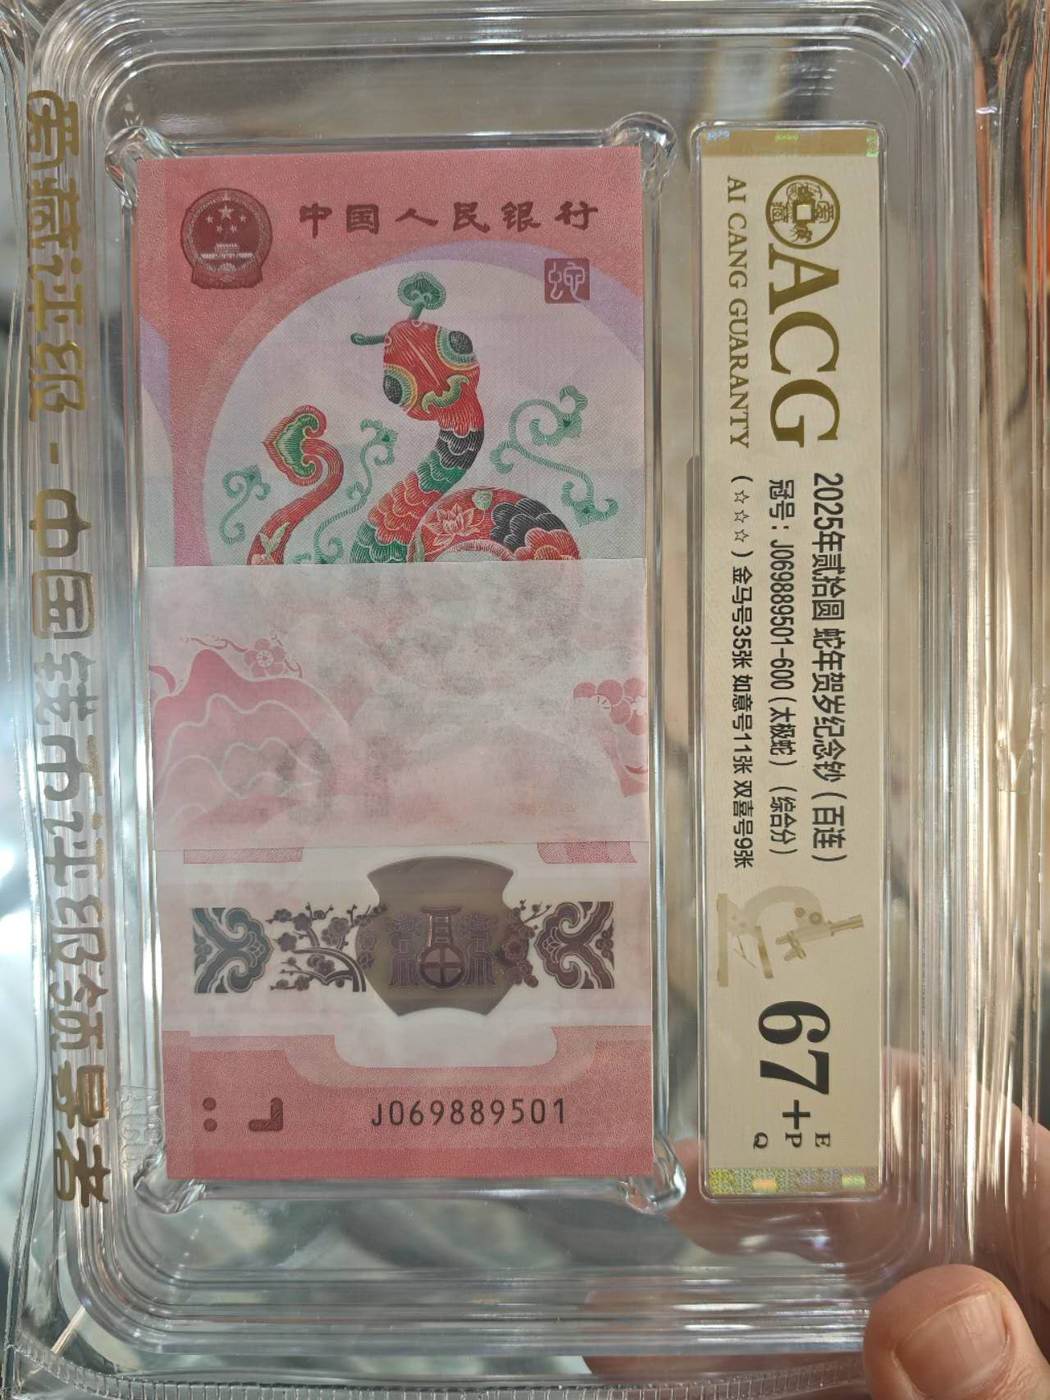 爱藏评级-中国钱币评级领导者
中国人民银行
J069889501
ACG
AI CANG GUARANTY
2025年贰拾圆 蛇年贺岁纪念钞(百连)
冠号:J069889501-600(太极蛇)(综合分)
(☆☆☆)金马号35张 如意号11张 双喜号9张
67+
E
P
Q